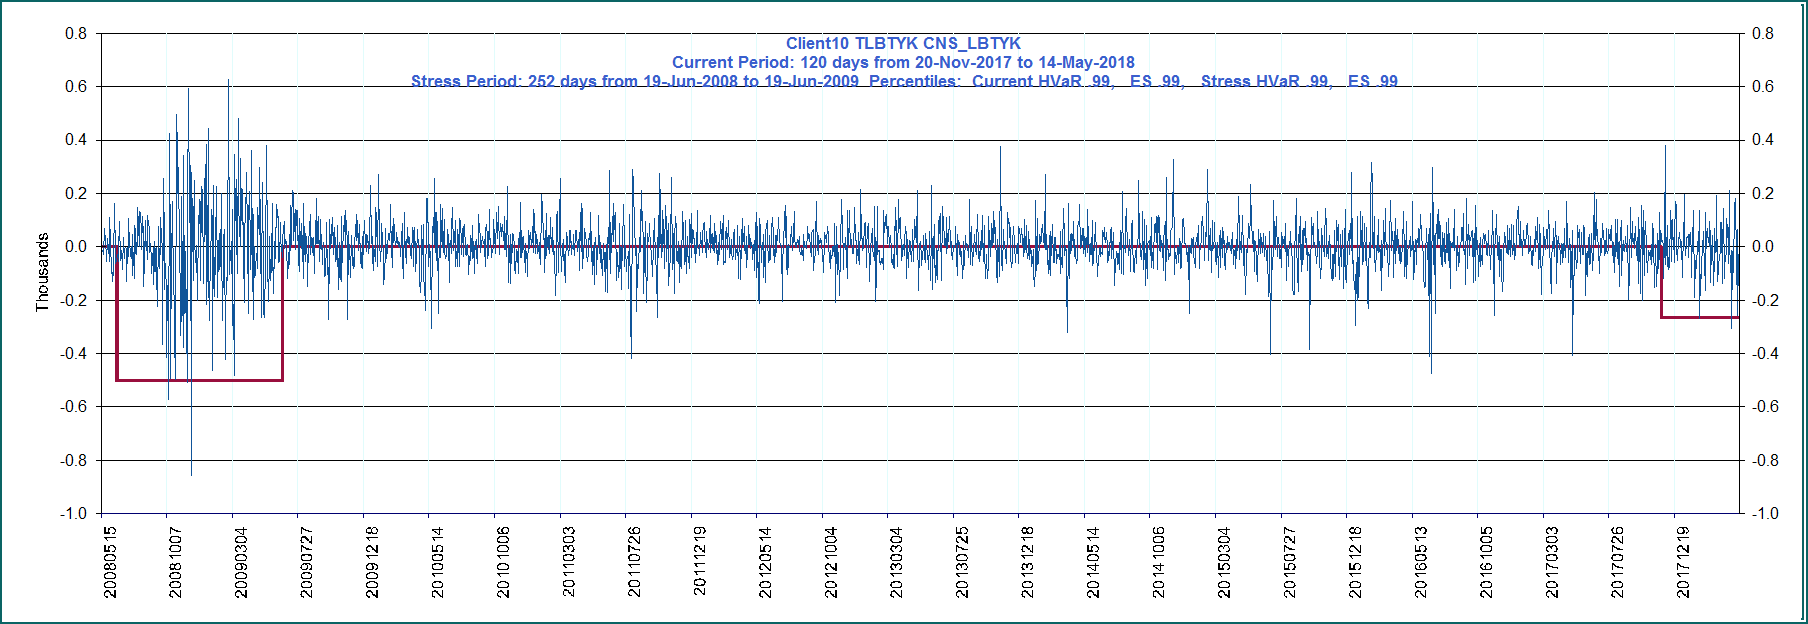 Client10 TLBTYK CNS_LBTYK
Current Period: 120 days from 20-Nov-2017 to 14-May-2018
Stress Period: 252 days from 19-Jun-2008 to 19-Jun-2009  Percentiles:  Current HVaR .99,   ES .99,    Stress HVaR .99,   ES .99
0.8 0.8
0.6 0.6
0.4 0.4
0.2 0.2
0.0 0.0
-0.2 -0.2
-0.4 -0.4
-0.6 -0.6
-0.8 -0.8
-1.0 -1.0
Thousands
20080515 20081007 20090304 20090727 20091218 20100514 20101006 20110303 20110726 20111219 20120514 20121004 20130304 20130725 20131218 20140514 20141006 20150304 20150727 20151218 20160513 20161005 20170303 20170726 20171219